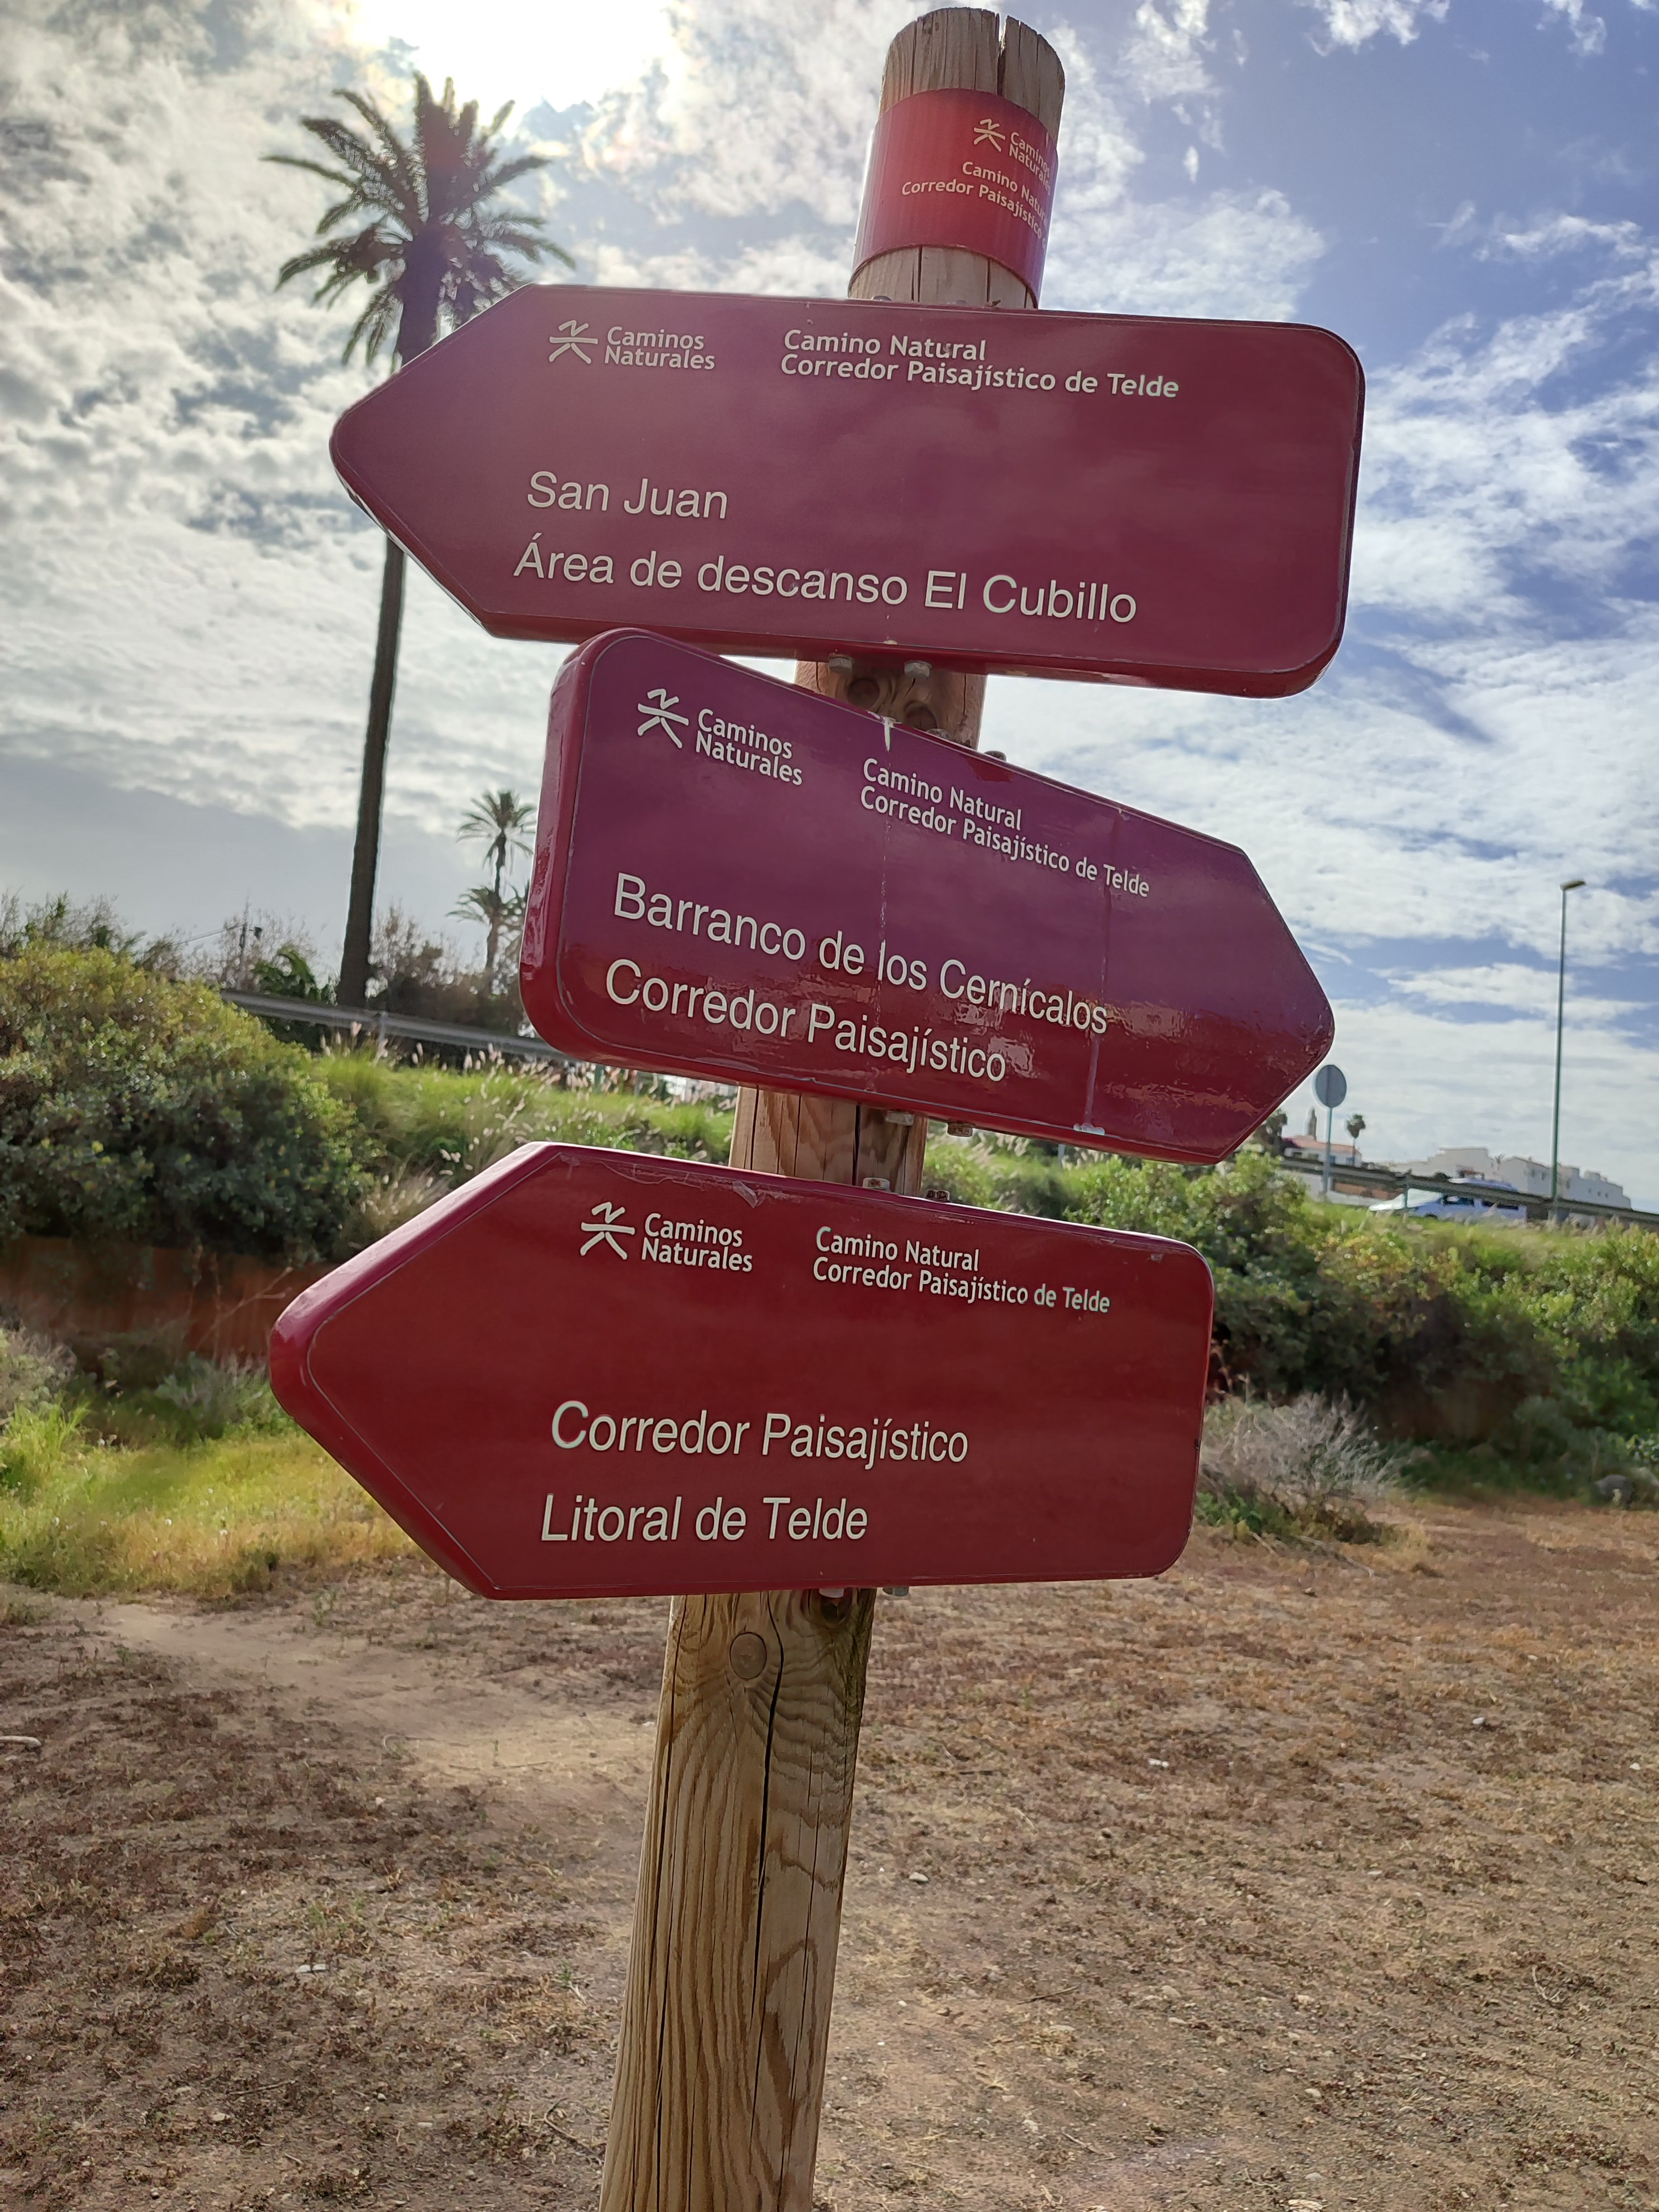 Caminos
Naturales
Camino Natural
Corredor Paisajístico
Caminos
Naturales
Camino Natural
Corredor Paisajístico de Telde
San Juan
Área de descanso El Cubillo
Caminos
Naturales
Camino Natural
Corredor Paisajístico de Telde
Barranco de los Cernícalos
Corredor Paisajístico
Caminos
Naturales
Camino Natural
Corredor Paisajístico de Telde
Corredor Paisajístico
Litoral de Telde